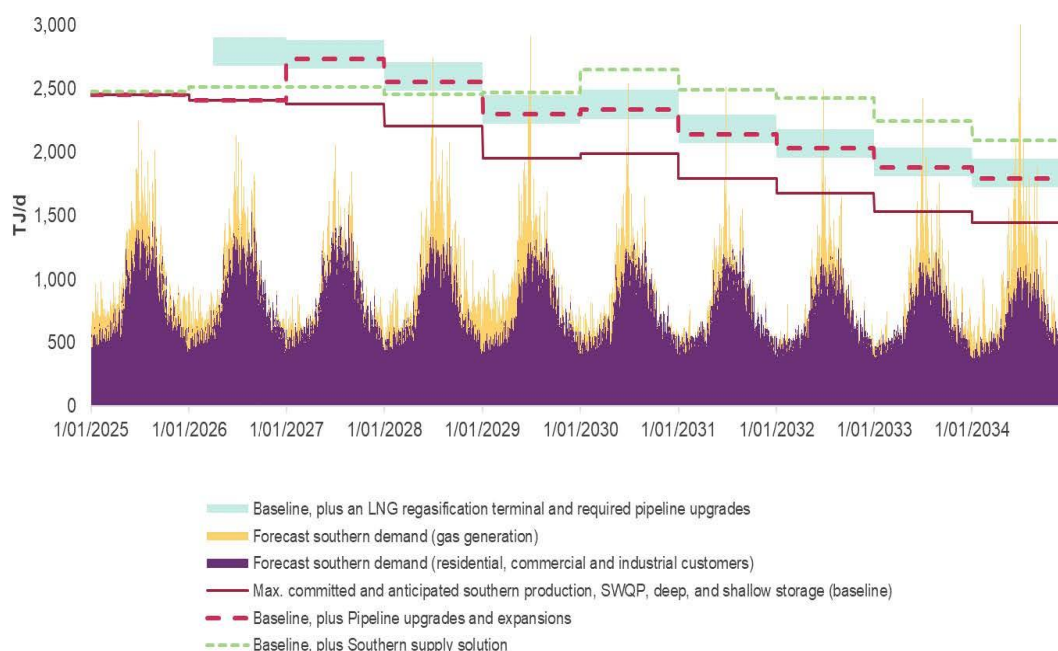 3,000
2,500
2,000
1,500
1,000
500
0
TJ/d
1/01/2025 1/01/2026 1/01/2027 1/01/2028 1/01/2029 1/01/2030 1/01/2031 1/01/2032 1/01/2033 1/01/2034
Baseline, plus an LNG regasification terminal and required pipeline upgrades
Forecast southern demand (gas generation)
Forecast southern demand (residential, commercial and industrial customers)
Max. committed and anticipated southern production, SWQP, deep, and shallow storage (baseline)
Baseline, plus Pipeline upgrades and expansions
Baseline, plus Southern supply solution